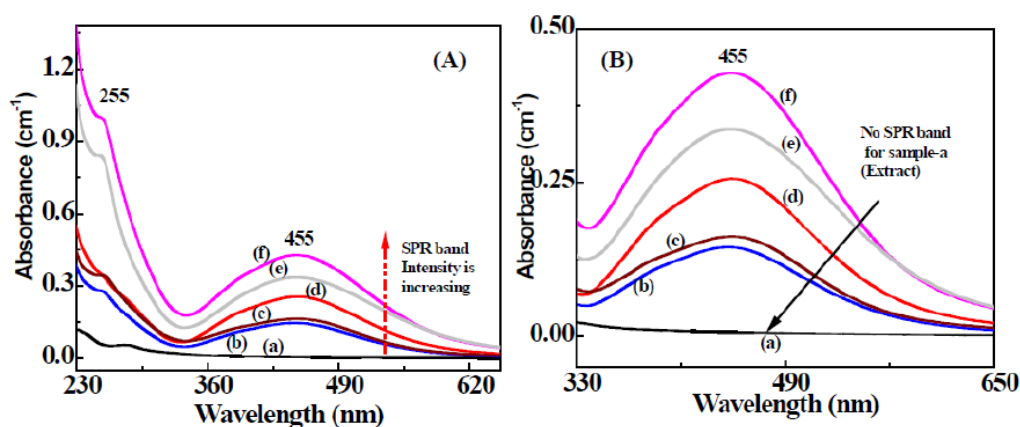 (A)
1.2
0.9
0.6
0.3
0.0
Absorbance (cm-1)
255
455
(f)
(e)
(d)
(c)
(b)
(a)
SPR band
Intensity is
increasing
230
360
490
620
Wavelength (nm)
(B)
0.50
0.25
0.00
Absorbance (cm-1)
455
(f)
(e)
(d)
(c)
(b)
(a)
No SPR band
for sample-a
(Extract)
330
490
650
Wavelength (nm)